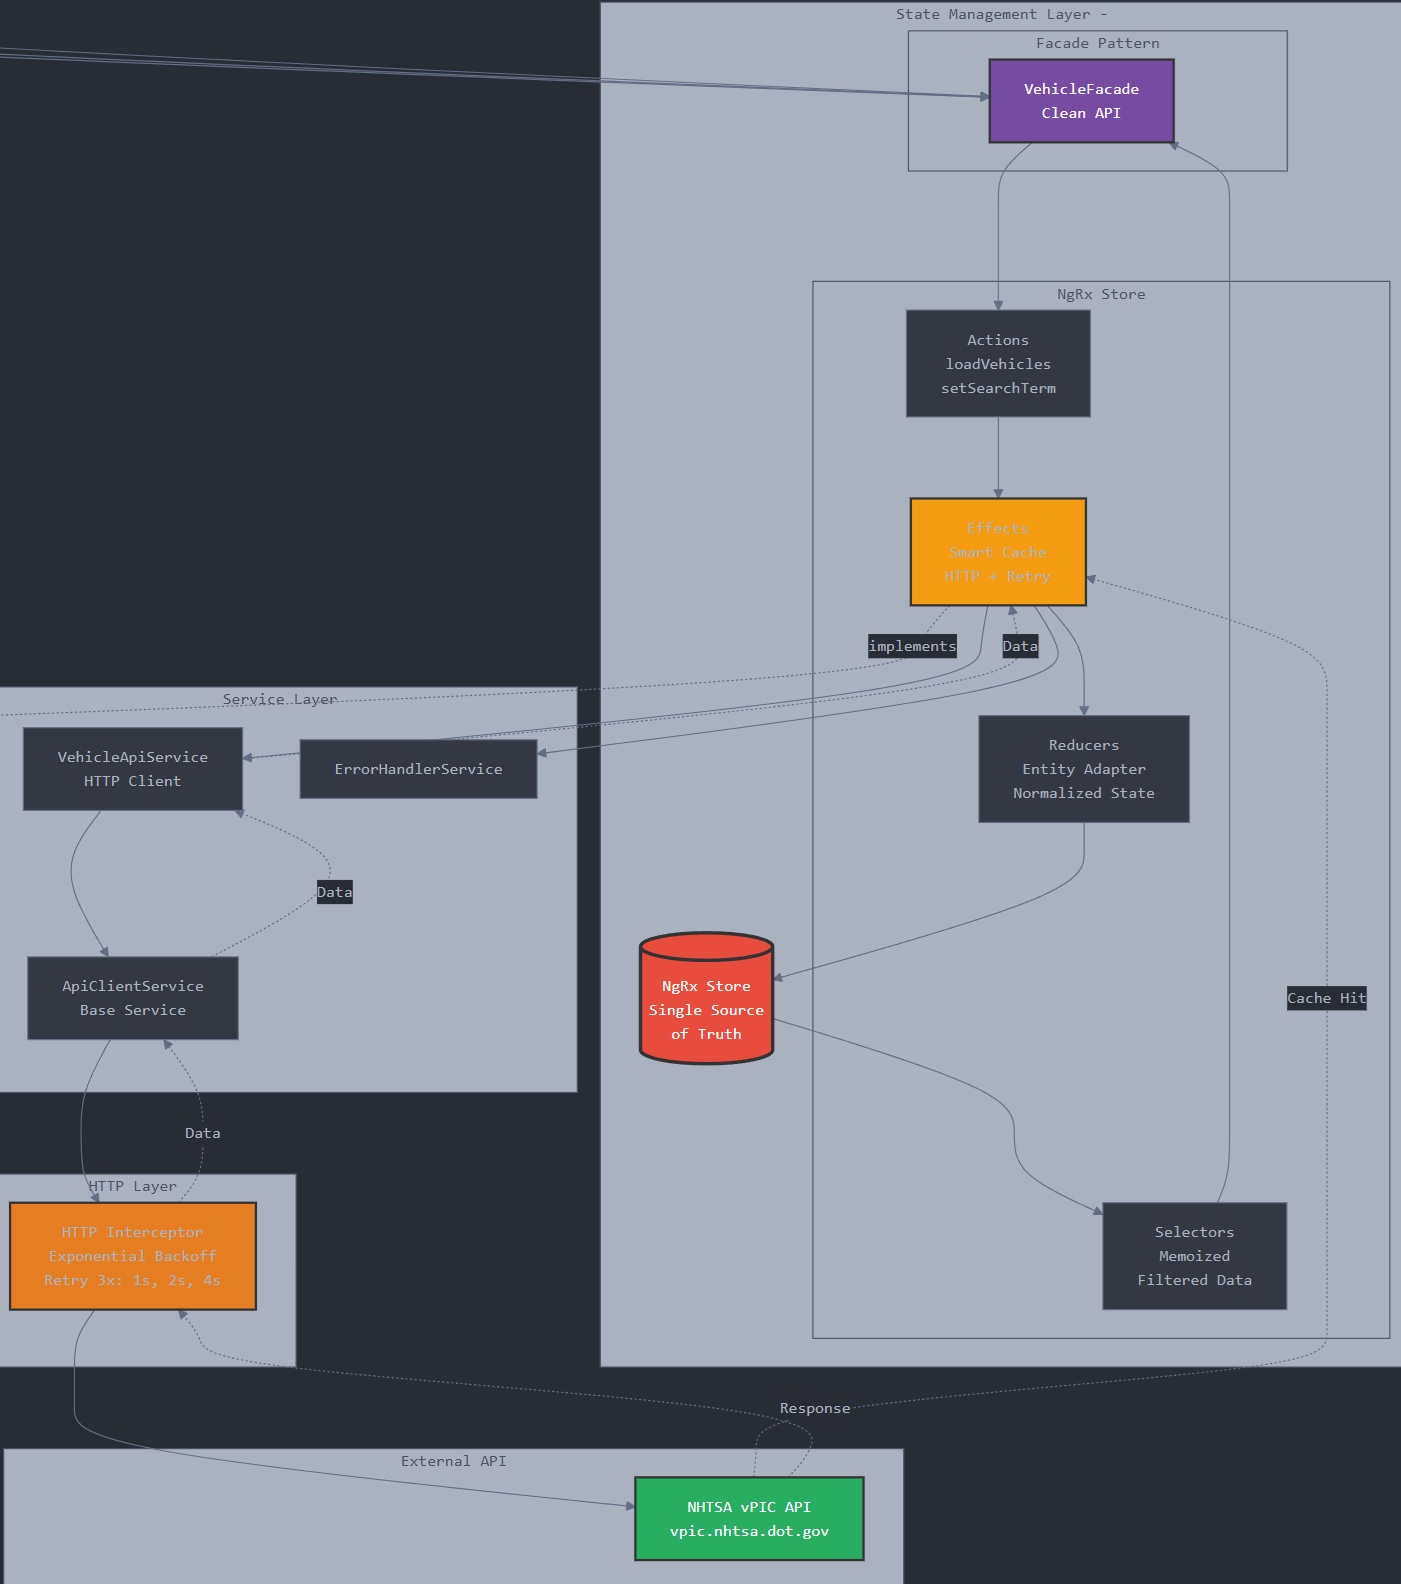 State Management Layer -
Facade Pattern
VehicleFacade
Clean API
NgRx Store
Actions
loadVehicles
setSearchTerm
Effects
Smart Cache
HTTP + Retry
implements
Data
Service Layer
VehicleApiService
HTTP Client
ErrorHandlerService
Reducers
Entity Adapter
Normalized State
Data
ApiClientService
Base Service
NgRx Store
Single Source
of Truth
Cache Hit
Data
HTTP Layer
HTTP Interceptor
Exponential Backoff
Retry 3x: 1s, 2s, 4s
Selectors
Memoized
Filtered Data
Response
External API
NHTSA vPIC API
vpic.nhtsa.dot.gov